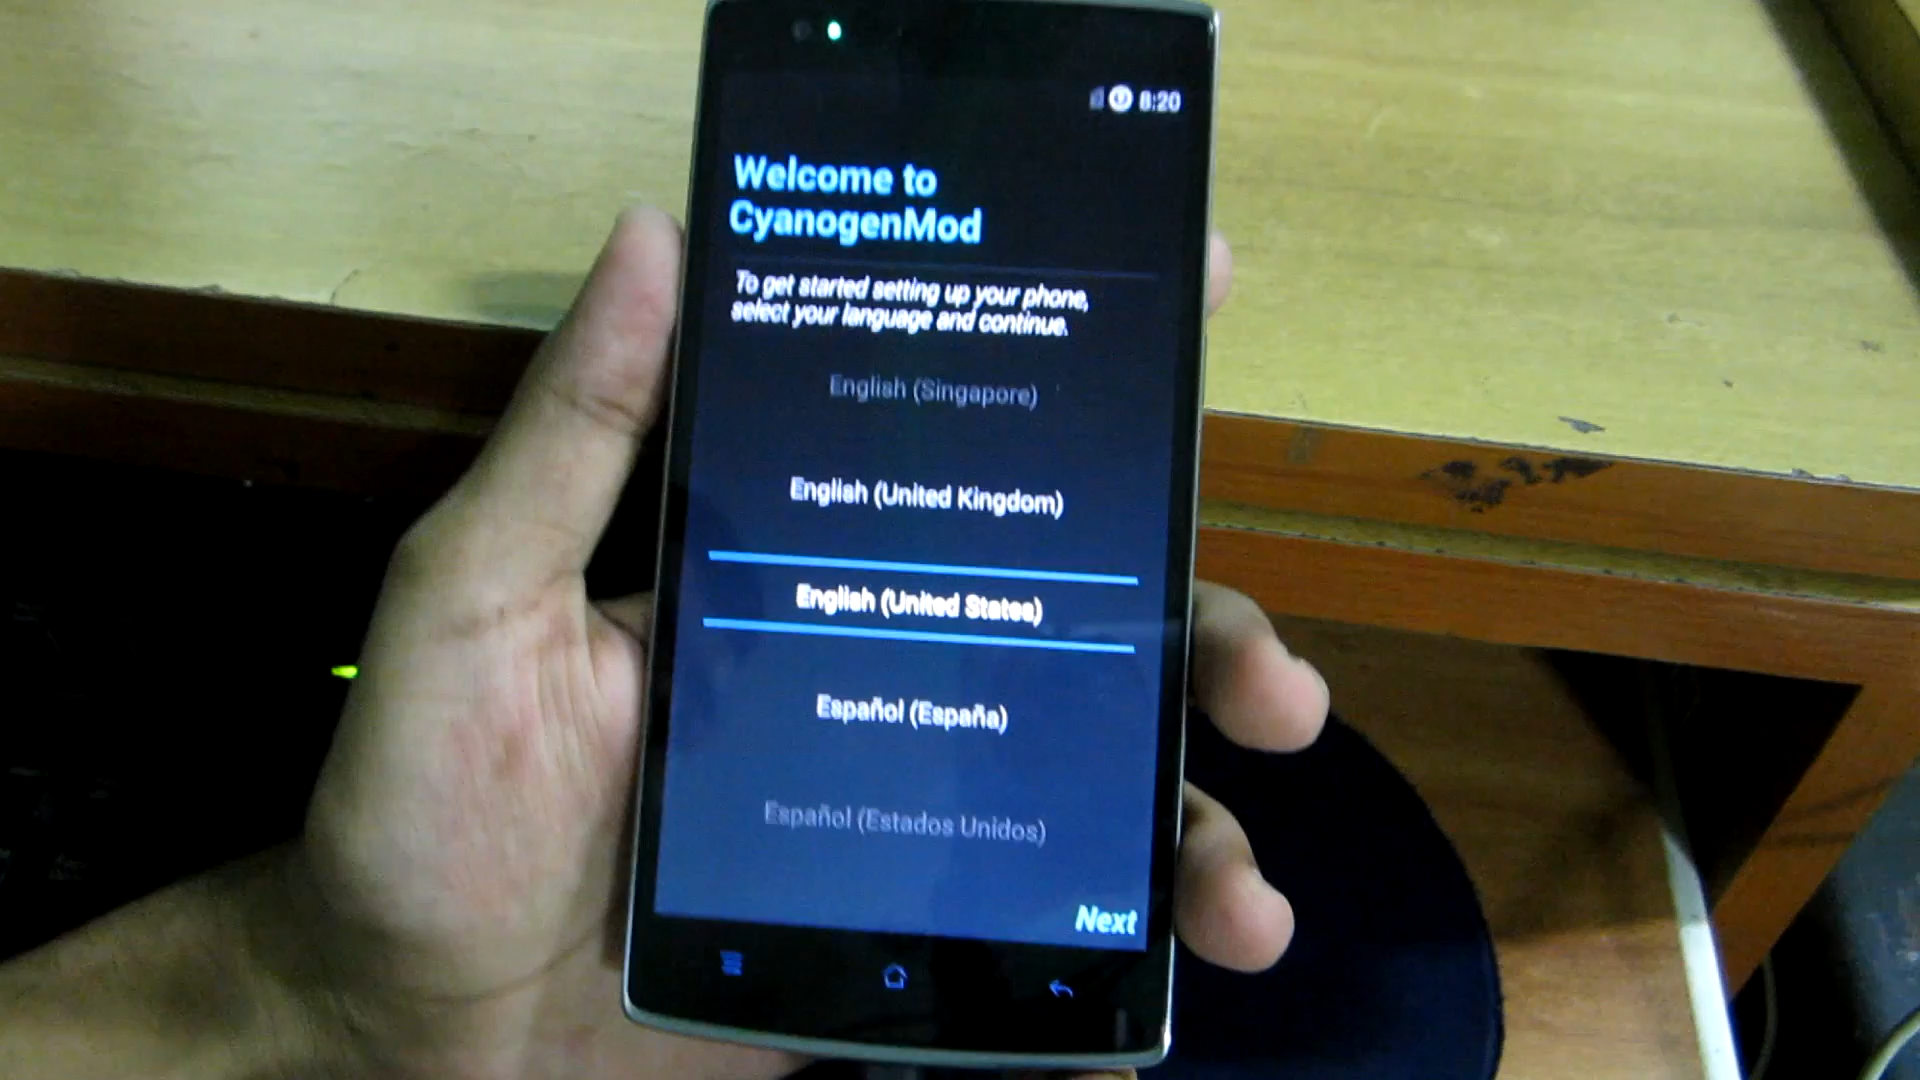 8:20
Welcome to
CyanogenMod
To get started setting up your phone,
select your language and continue.
English (Singapore)
English (United Kingdom)
English (United States)
Español (España)
Español (Estados Unidos)
Next